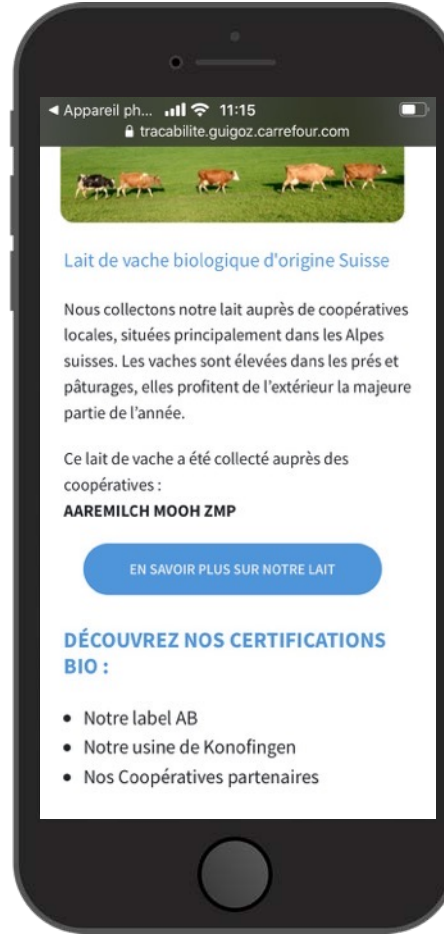 ◄ Appareil ph... 11:15
tracabilite.guigoz.carrefour.com
Lait de vache biologique d'origine Suisse
Nous collectons notre lait auprès de coopératives
locales, situées principalement dans les Alpes
suisses. Les vaches sont élevées dans les prés et
pâturages, elles profitent de l'extérieur la majeure
partie de l'année.
Ce lait de vache a été collecté auprès des
coopératives :
AAREMILCH MOOH ZMP
EN SAVOIR PLUS SUR NOTRE LAIT
DÉCOUVREZ NOS CERTIFICATIONS
BIO :
• Notre label AB
• Notre usine de Konofingen
• Nos Coopératives partenaires